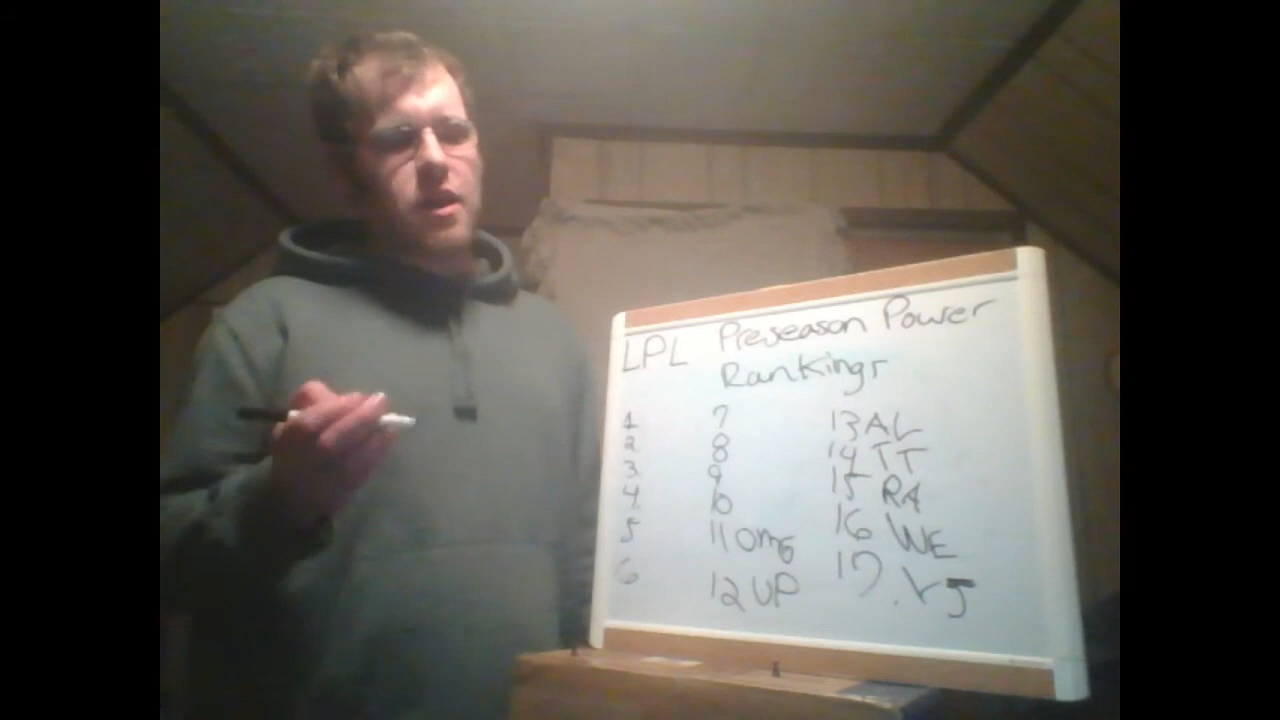 LPL Preseason Power
Rankings
1
2
3
4
5
6
7
8
9
10
11 OMG
12 UP
13 AL
14 TT
15 RA
16 WE
17. LJ